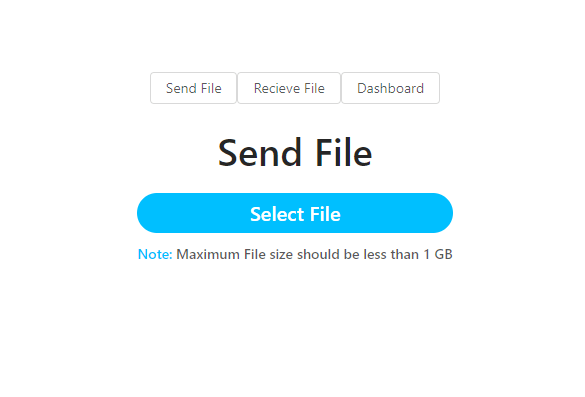 Send File Recieve File Dashboard
Send File
Select File
Note: Maximum File size should be less than 1 GB